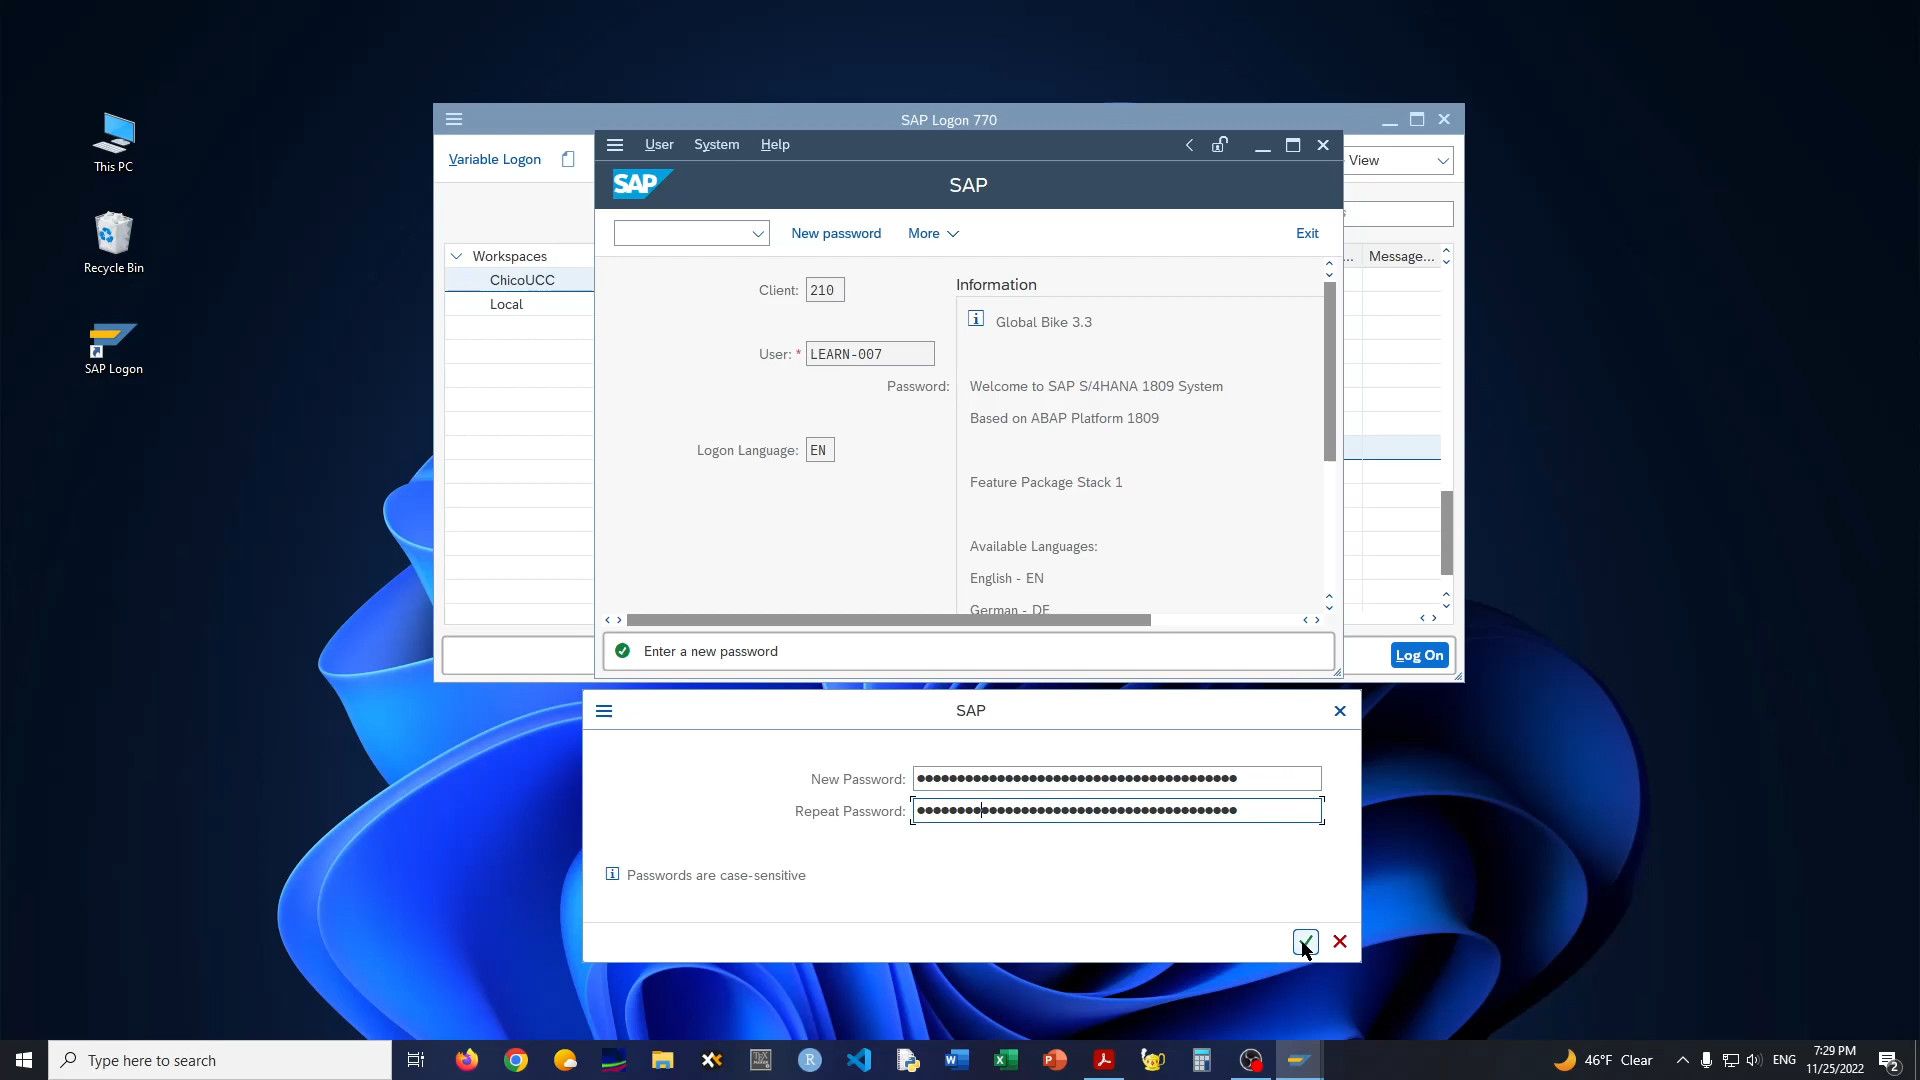 This PC
Recycle Bin
SAP Logon
SAP Logon 770
Variable Logon
View
Workspaces
ChicoUCC
Local
...
Message...
Log On
User
System
Help
SAP
SAP
New password
More
Exit
Client: 210
User: * LEARN-007
Password:
Logon Language: EN
Information
Global Bike 3.3
Welcome to SAP S/4HANA 1809 System
Based on ABAP Platform 1809
Feature Package Stack 1
Available Languages:
English - EN
German - DE
Enter a new password
SAP
New Password:
Repeat Password:
Passwords are case-sensitive
Type here to search
46°F Clear
ENG
7:29 PM
11/25/2022
2